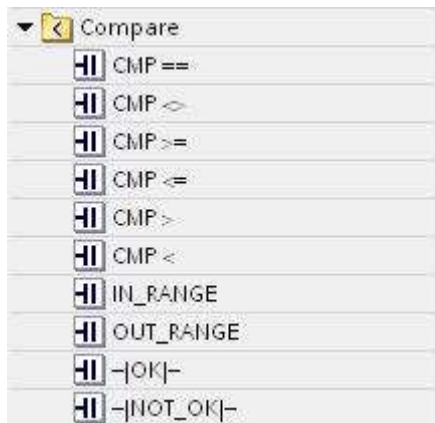 Compare
CMP ==
CMP <>
CMP >=
CMP <=
CMP >
CMP <
IN_RANGE
OUT_RANGE
–|OK|–
–|NOT_OK|–